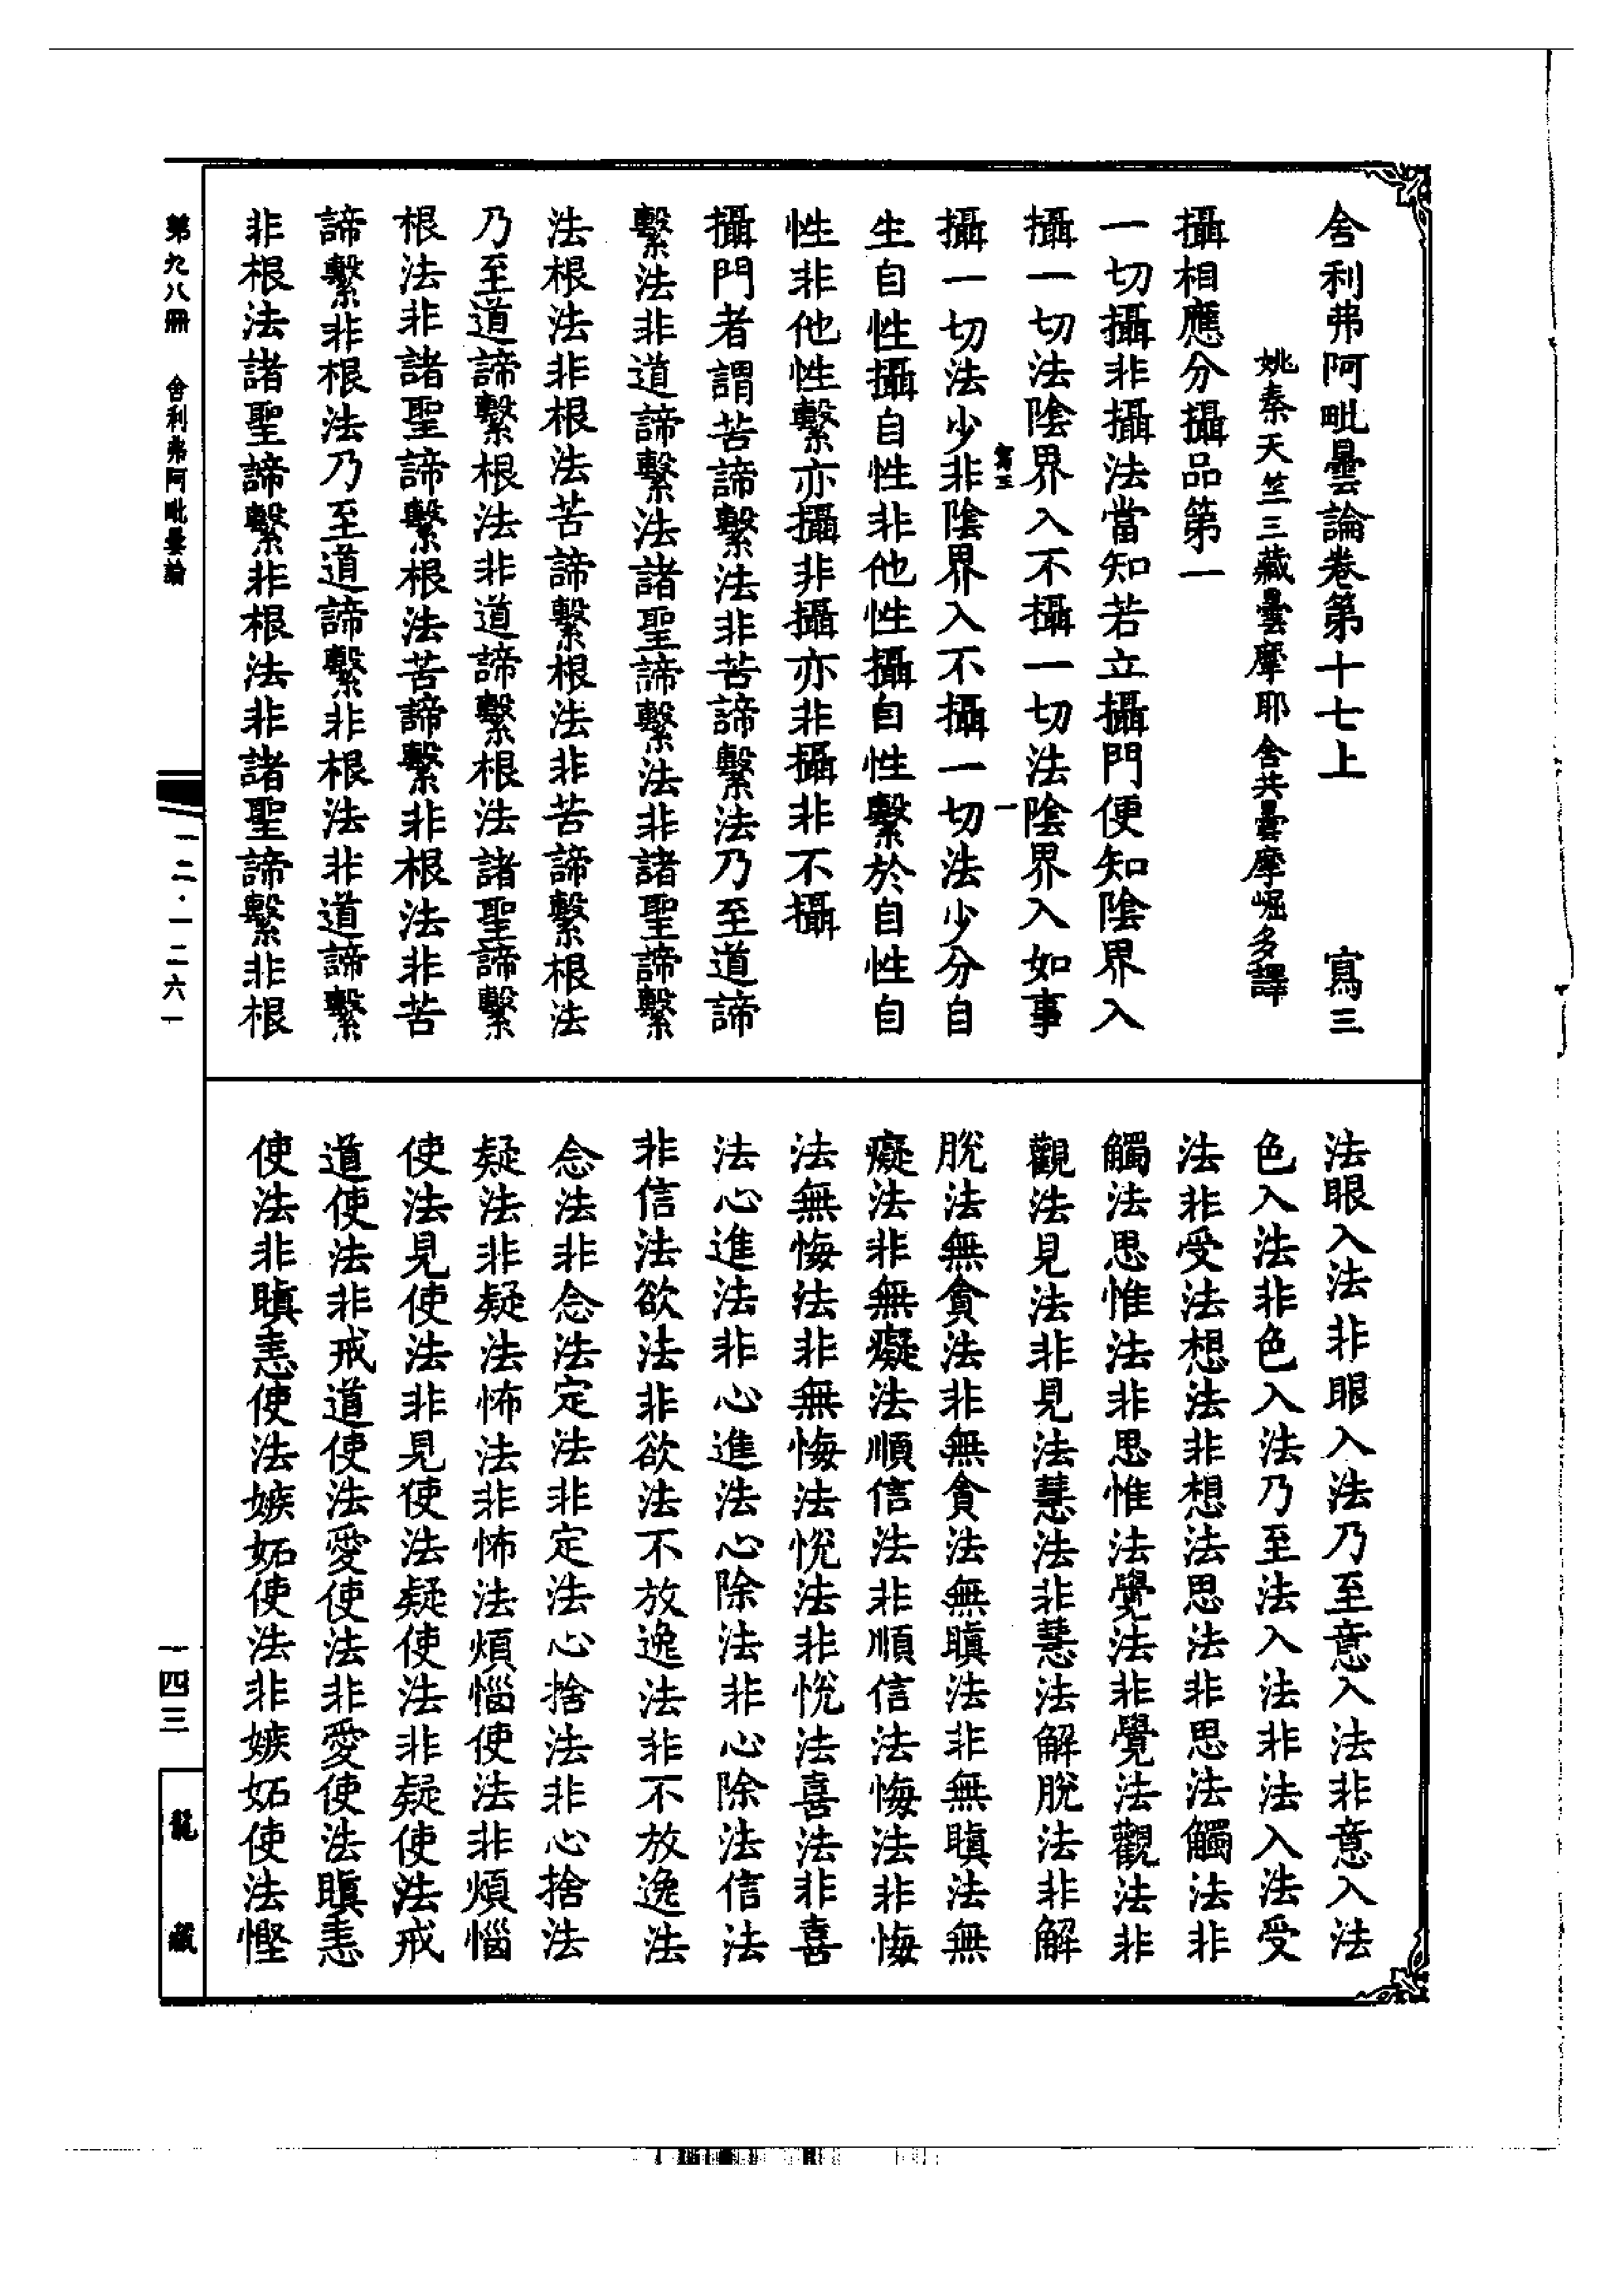 舍利弗阿毗曇論卷第十七上　寫三
姚秦天竺三藏曇摩耶舍共曇摩崛多譯
攝相應分攝品第一
一切攝非攝法當知若立攝門便知陰界入
攝一切法陰界入不攝一切法陰界入如事
攝一切法少非陰界入不攝一切法少分自
生自性攝自性非他性攝自性繫於自性自
性非他性繫亦攝非攝亦非攝非不攝
攝門者謂苦諦繫法非苦諦繫法乃至道諦
繫法非道諦繫法諸聖諦繫法非諸聖諦繫
法根法非根法苦諦繫根法非苦諦繫根法
乃至道諦繫根法非道諦繫根法諸聖諦繫
根法非諸聖諦繫根法苦諦繫非根法非苦
諦繫非根法乃至道諦繫非根法非道諦繫
非根法諸聖諦繫非根法非諸聖諦繫非根
法眼入法非眼入法乃至意入法非意入法
色入法非色入法乃至法入法非法入法受
法非受法想法非想法思法非思法觸法非
觸法思惟法非思惟法覺法非覺法觀法非
觀法見法非見法慧法非慧法解脫法非解
脫法無貪法非無貪法無瞋法非無瞋法無
癡法非無癡法順信法非順信法悔法非悔
法無悔法非無悔法悅法非悅法喜法非喜
法心進法非心進法心除法非心除法信法
非信法欲法非欲法不放逸法非不放逸法
念法非念法定法非定法心捨法非心捨法
疑法非疑法怖法非怖法煩惱使法非煩惱
使法見使法非見使法疑使法非疑使法戒
道使法非戒道使法愛使法非愛使法瞋恚
使法非瞋恚使法嫉妬使法非嫉妬使法慳
第九八冊　舍利弗阿毗曇論
一二·一二六一
一四三
龍藏